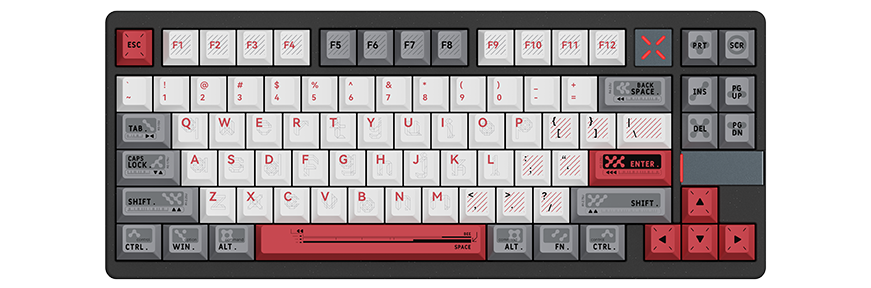 ESC F1 F2 F3 F4 F5 F6 F7 F8 F9 F10 F11 F12 PRT SCR
~ ! @ # $ % ^ & * ( ) _ + BACK INS PG
1 2 3 4 5 6 7 8 9 0 - = SPACE. UP
TAB. Q W E R T Y U I O P { [ } ] ! \ DEL PG DN
CAPS LOCK. A S D F G H J K L : ; " ' ENTER.
SHIFT. Z X C V B N M < , > . ? / SHIFT. ▲
CTRL. WIN. ALT. SPACE ALT. FN. CTRL. ◄ ▼ ►